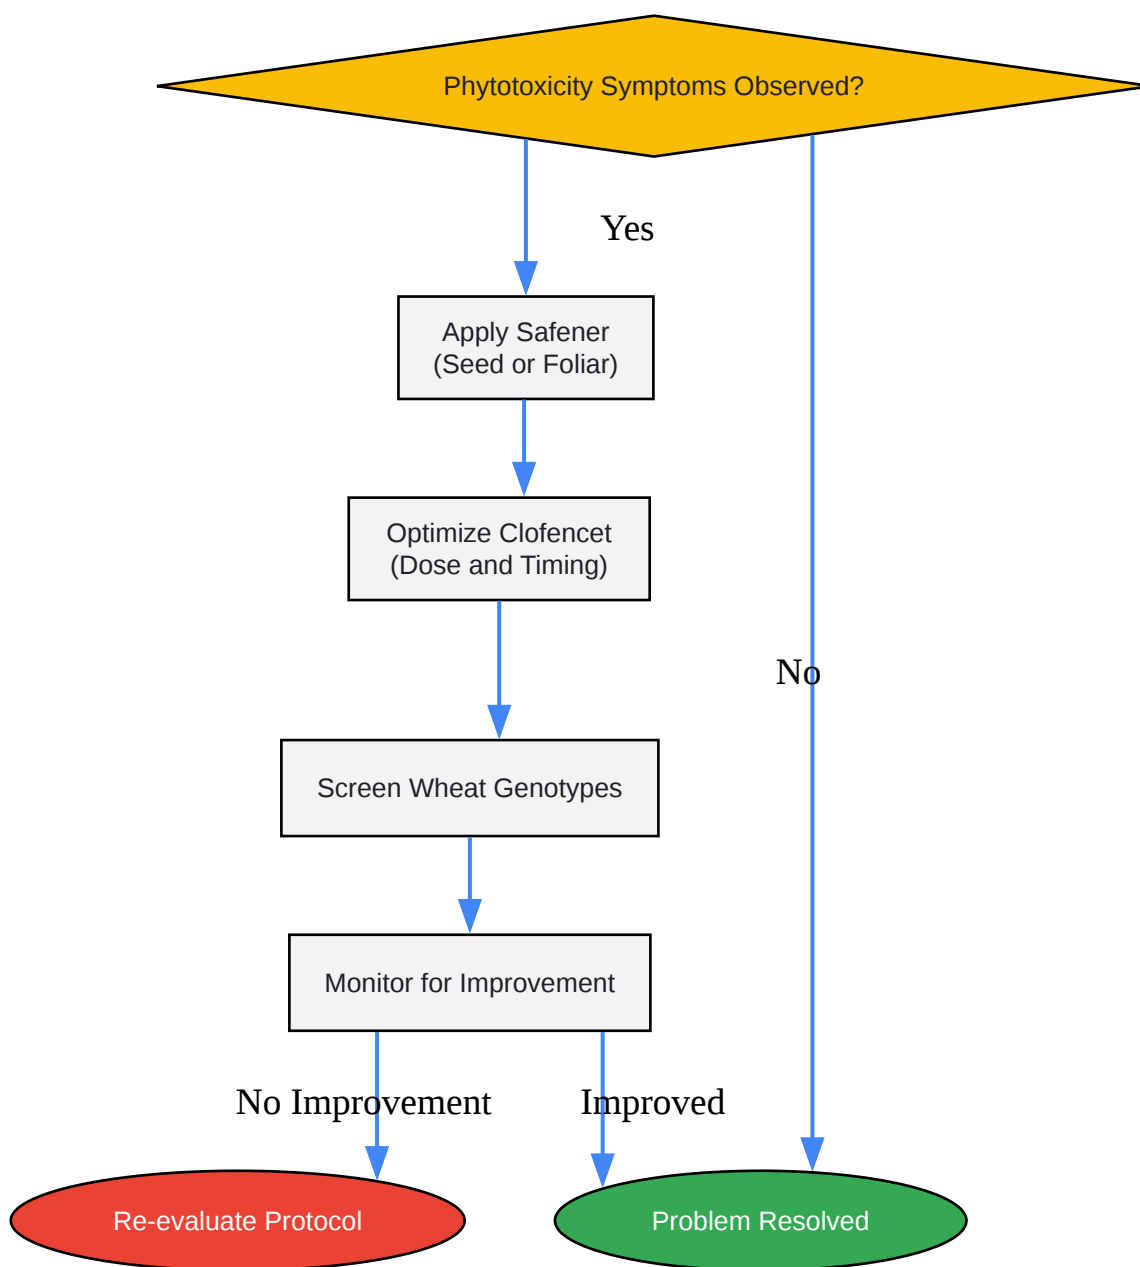 Phytotoxicity Symptoms Observed?
Yes
Apply Safener
(Seed or Foliar)
Optimize Clofencet
(Dose and Timing)
No
Screen Wheat Genotypes
Monitor for Improvement
No Improvement
Improved
Re-evaluate Protocol
Problem Resolved